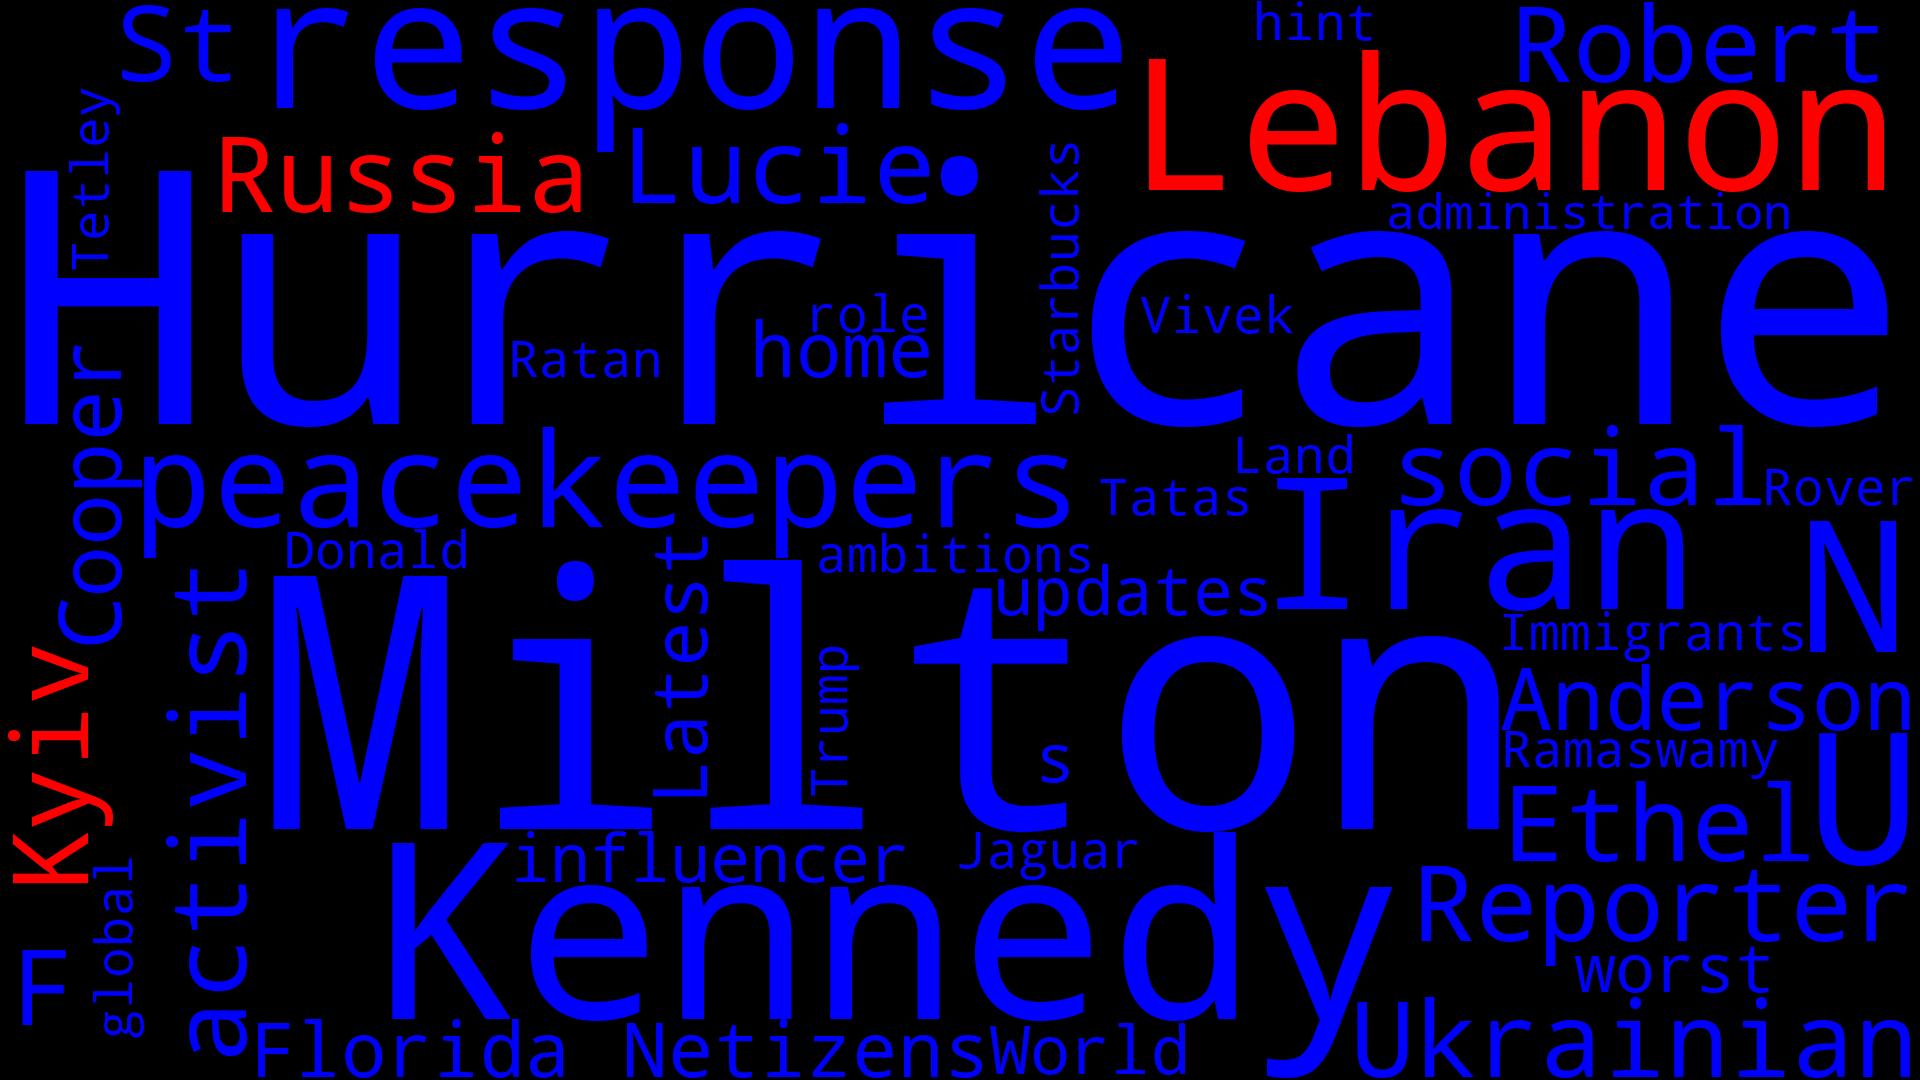 St
response
hint
Robert
Lebanon
Tetley
Russia
Lucie
Starbucks
administration
Hurricane
role
Vivek
home
Ratan
Cooper
peacekeepers
Land
social
Tatas
Rover
Iran
N
Donald
Latest
ambitions
updates
activist
Milton
Immigrants
Kyiv
Trump
Anderson
s
Ramaswamy
U
Ethel
influencer
Jaguar
Kennedy
global
Reporter
F
worst
Florida
Netizens
World
Ukrainian